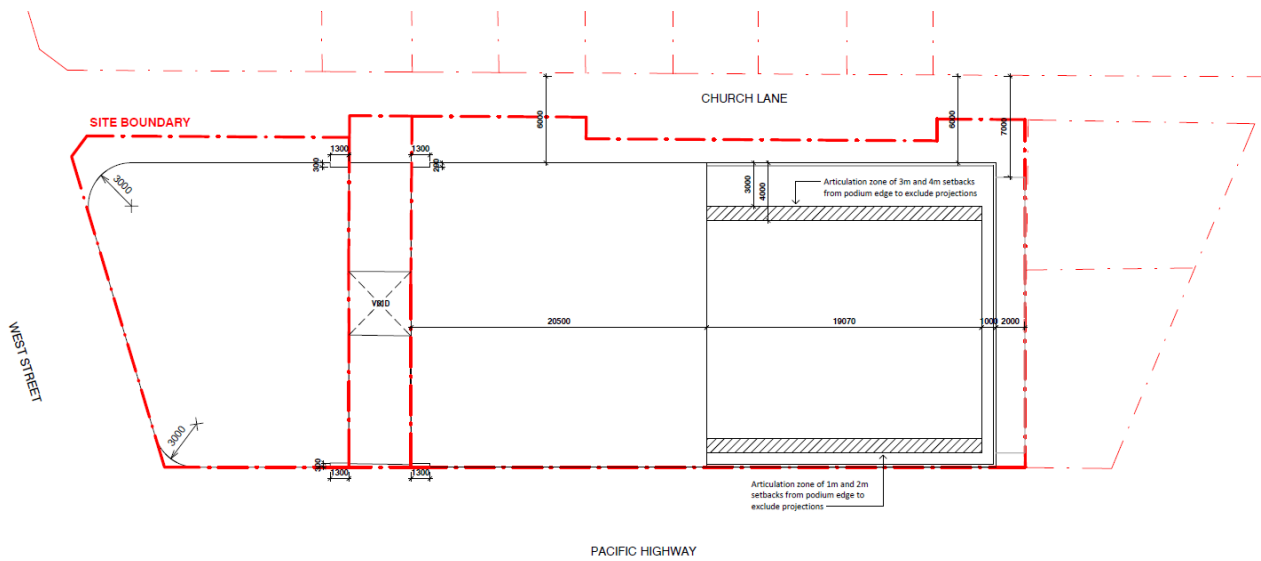 CHURCH LANE
SITE BOUNDARY
6000
6000
7000
1300
1300
300
200
3000
3000
4000
Articulation zone of 3m and 4m setbacks
from podium edge to exclude projections
VOID
20500
19070
1000
2000
WEST STREET
3000
1300
1300
Articulation zone of 1m and 2m
setbacks from podium edge to
exclude projections
PACIFIC HIGHWAY